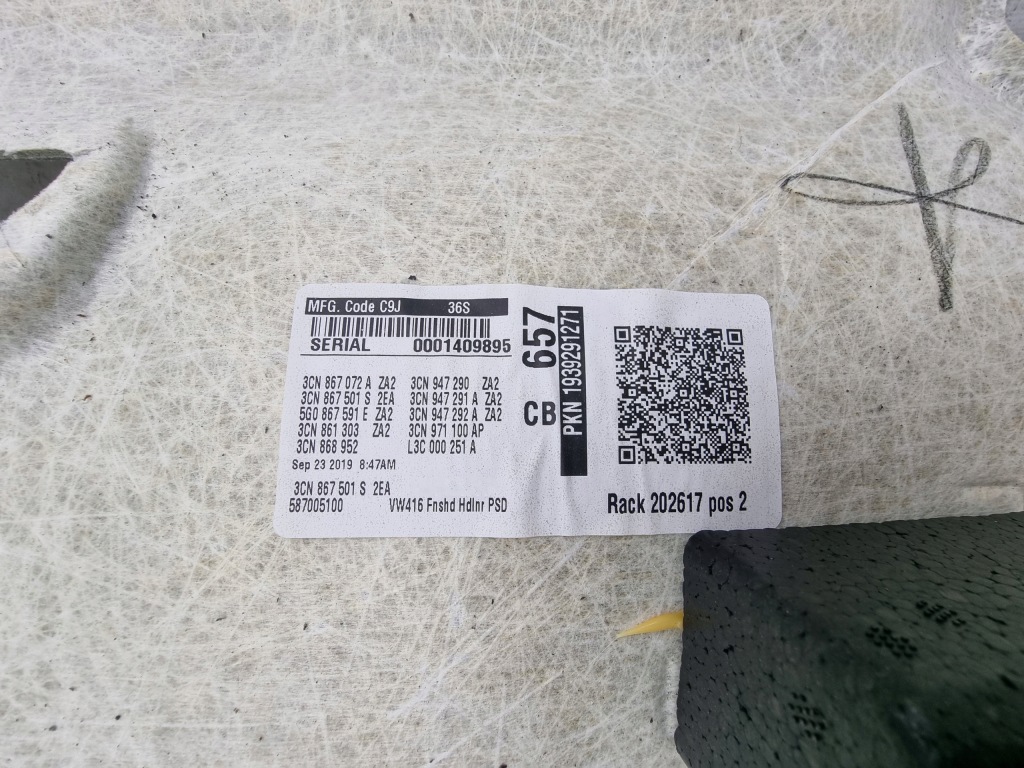 MFG. Code C9J 36S
SERIAL 0001409895
3CN 867 072 A ZA2 3CN 947 290 ZA2
3CN 867 501 S 2EA 3CN 947 291 A ZA2
5G0 867 591 E ZA2 3CN 947 292 A ZA2
3CN 861 303 ZA2 3CN 971 100 AP
3CN 868 952 L3C 000 251 A
Sep 23 2019 8:47AM
3CN 867 501 S 2EA
587005100 VW416 Fnshd Hdlnr PSD
657
CB
PKN 1939291271
Rack 202617 pos 2